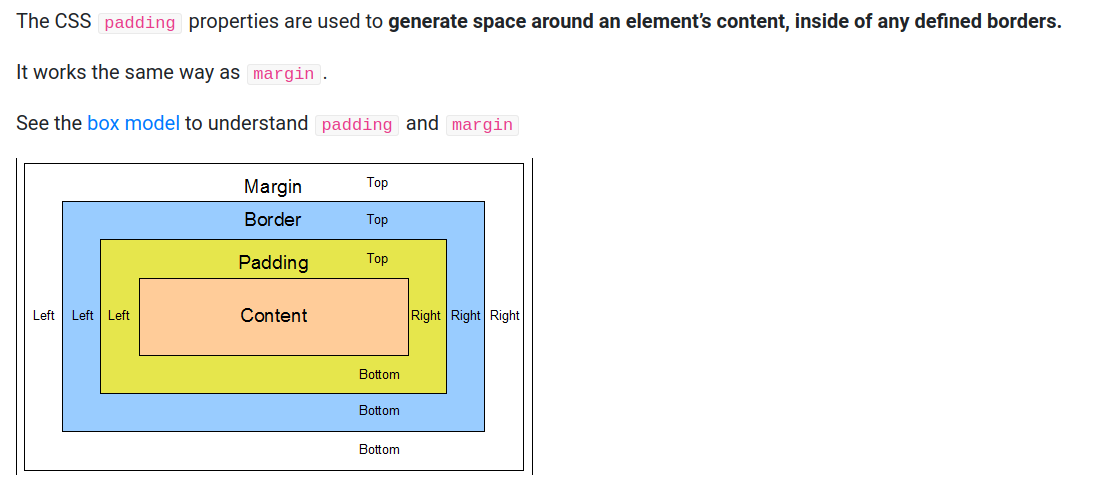 The CSS padding properties are used to generate space around an element’s content, inside of any defined borders.
It works the same way as margin .
See the box model to understand padding and margin
Margin Top
Border Top
Padding Top
Left Left Left Content Right Right Right
Bottom
Bottom
Bottom